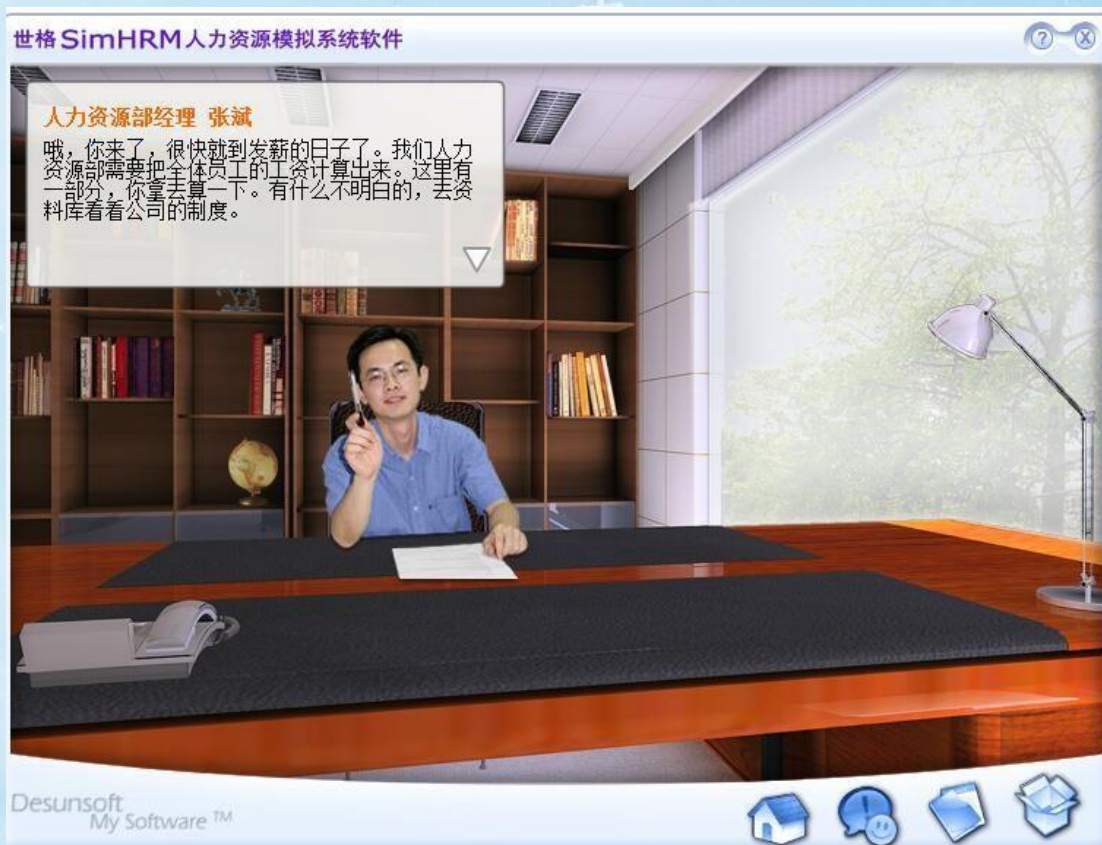 世格SimHRM人力资源模拟系统软件
人力资源部经理 张斌
哦，你来了，很快就到发薪的日子了。我们人力
资源部需要把全体员工的工资计算出来。这里有
一部分，你拿去算一下。有什么不明白的，去资
料库看看公司的制度。
Desunsoft
My Software ™